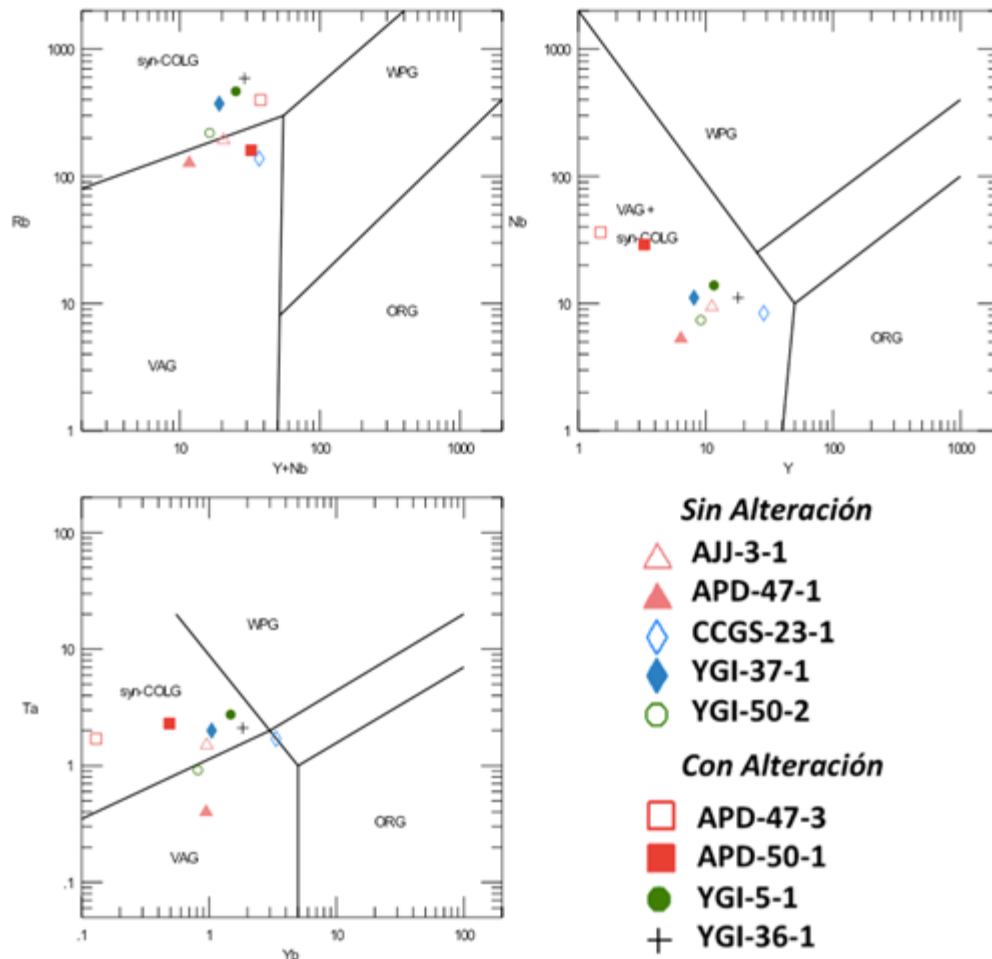 1000
100
10
1
Rb
syn-COLG
WPG
VAG
ORG
10
100
1000
Y+Nb
1000
100
10
1
Nb
WPG
VAG +
syn-COLG
ORG
1
10
100
1000
Y
100
10
1
.1
Ta
WPG
syn-COLG
VAG
ORG
.1
1
10
100
Yb
Sin Alteración
AJJ-3-1
APD-47-1
CCGS-23-1
YGI-37-1
YGI-50-2
Con Alteración
APD-47-3
APD-50-1
YGI-5-1
YGI-36-1